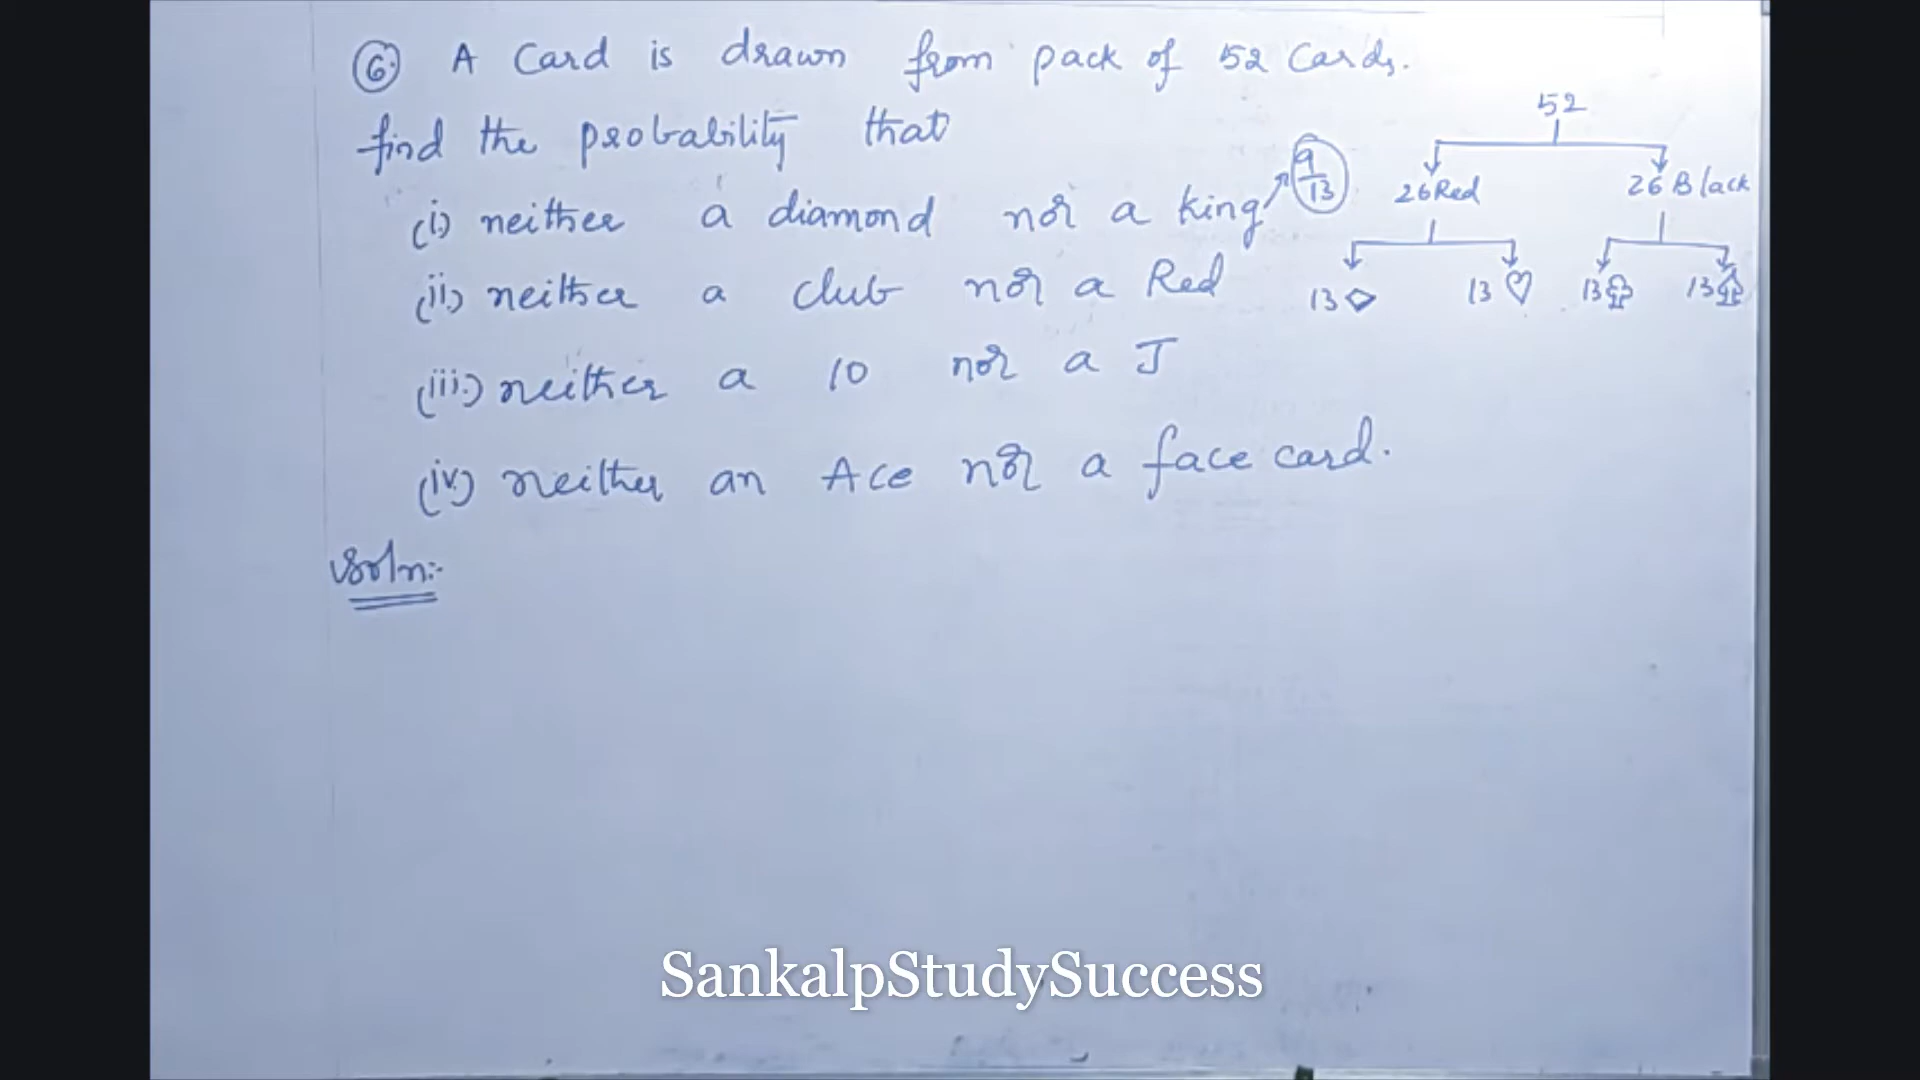 6. A Card is drawn from pack of 52 Cards.
find the probability that
(i) neither a diamond nor a king 9/13
(ii) neither a club nor a Red
(iii) neither a 10 nor a J
(iv) neither an Ace nor a face card.
Soln:-
52
26 Red 26 Black
13 ♢ 13 ♡ 13 ♧ 13 ♤
SankalpStudySuccess